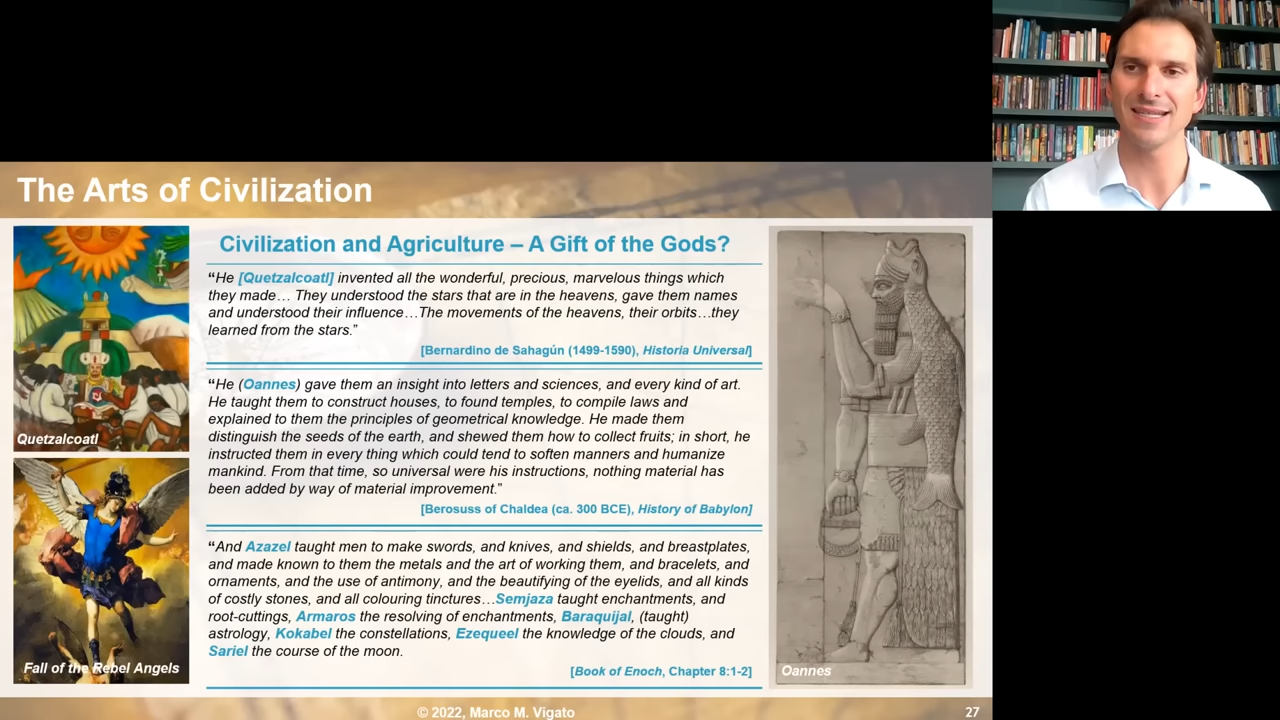 The Arts of Civilization
Civilization and Agriculture – A Gift of the Gods?
“He [Quetzalcoatl] invented all the wonderful, precious, marvelous things which
they made… They understood the stars that are in the heavens, gave them names
and understood their influence…The movements of the heavens, their orbits…they
learned from the stars.”
[Bernardino de Sahagún (1499-1590), Historia Universal]
“He (Oannes) gave them an insight into letters and sciences, and every kind of art.
He taught them to construct houses, to found temples, to compile laws and
explained to them the principles of geometrical knowledge. He made them
distinguish the seeds of the earth, and shewed them how to collect fruits; in short, he
instructed them in every thing which could tend to soften manners and humanize
mankind. From that time, so universal were his instructions, nothing material has
been added by way of material improvement.”
[Berosuss of Chaldea (ca. 300 BCE), History of Babylon]
“And Azazel taught men to make swords, and knives, and shields, and breastplates,
and made known to them the metals and the art of working them, and bracelets, and
ornaments, and the use of antimony, and the beautifying of the eyelids, and all kinds
of costly stones, and all colouring tinctures…Semjaza taught enchantments, and
root-cuttings, Armaros the resolving of enchantments, Baraquijal, (taught)
astrology, Kokabel the constellations, Ezequeel the knowledge of the clouds, and
Sariel the course of the moon.
[Book of Enoch, Chapter 8:1-2]
Quetzalcoatl
Fall of the Rebel Angels
Oannes
© 2022, Marco M. Vigato
27